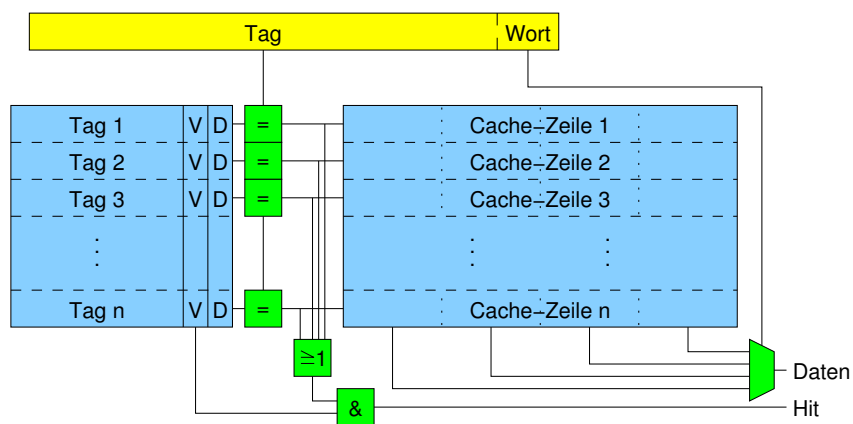 Tag Wort
Tag 1 V D = Cache–Zeile 1
Tag 2 V D = Cache–Zeile 2
Tag 3 V D = Cache–Zeile 3
Tag n V D = Cache–Zeile n
≥1
Daten
& Hit